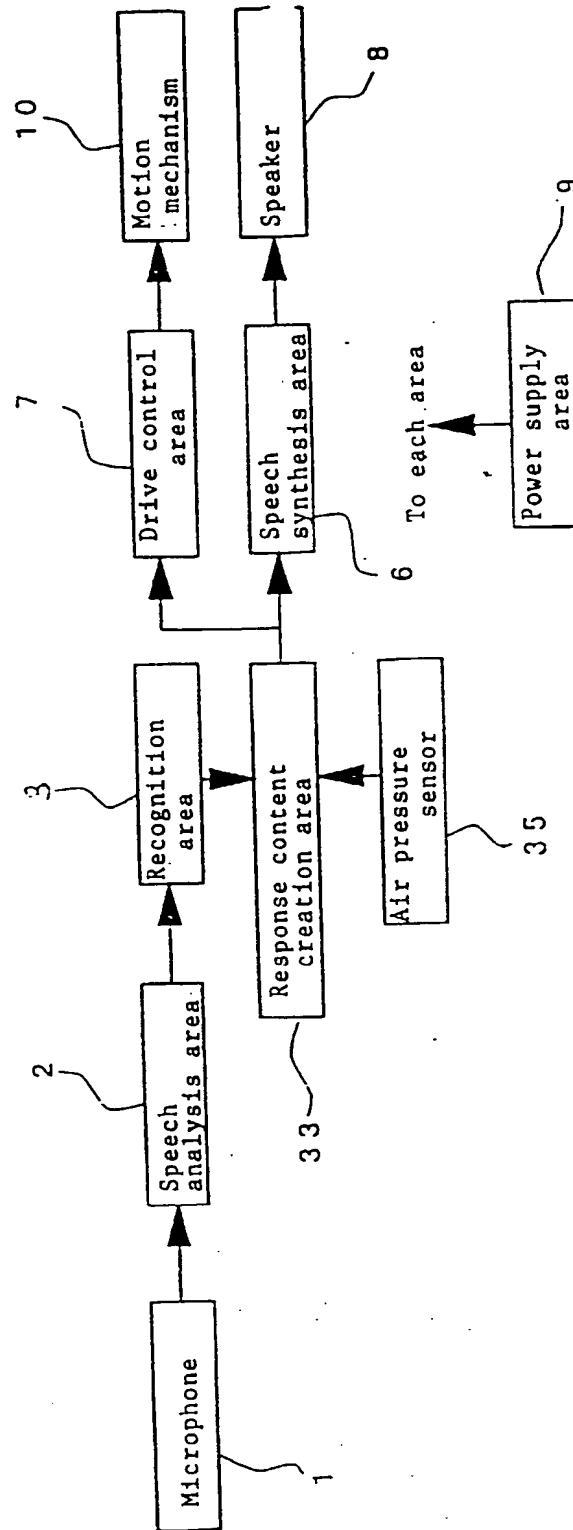 1
Microphone
2
Speech
analysis area
3
Recognition
area
33
Response content
creation area
35
Air pressure
sensor
7
Drive control
area
10
Motion
mechanism
6
Speech
synthesis area
8
Speaker
To each area
9
Power supply
area